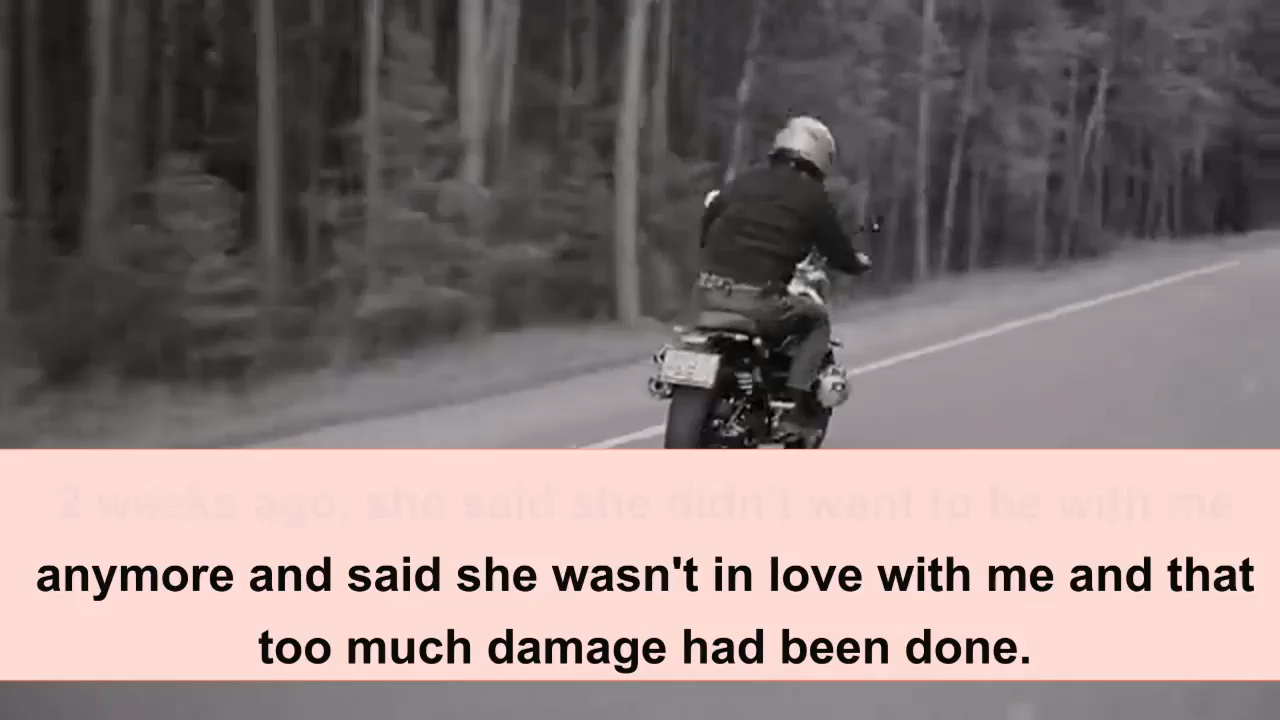 2 weeks ago, she said she didn't want to be with me
anymore and said she wasn't in love with me and that
too much damage had been done.